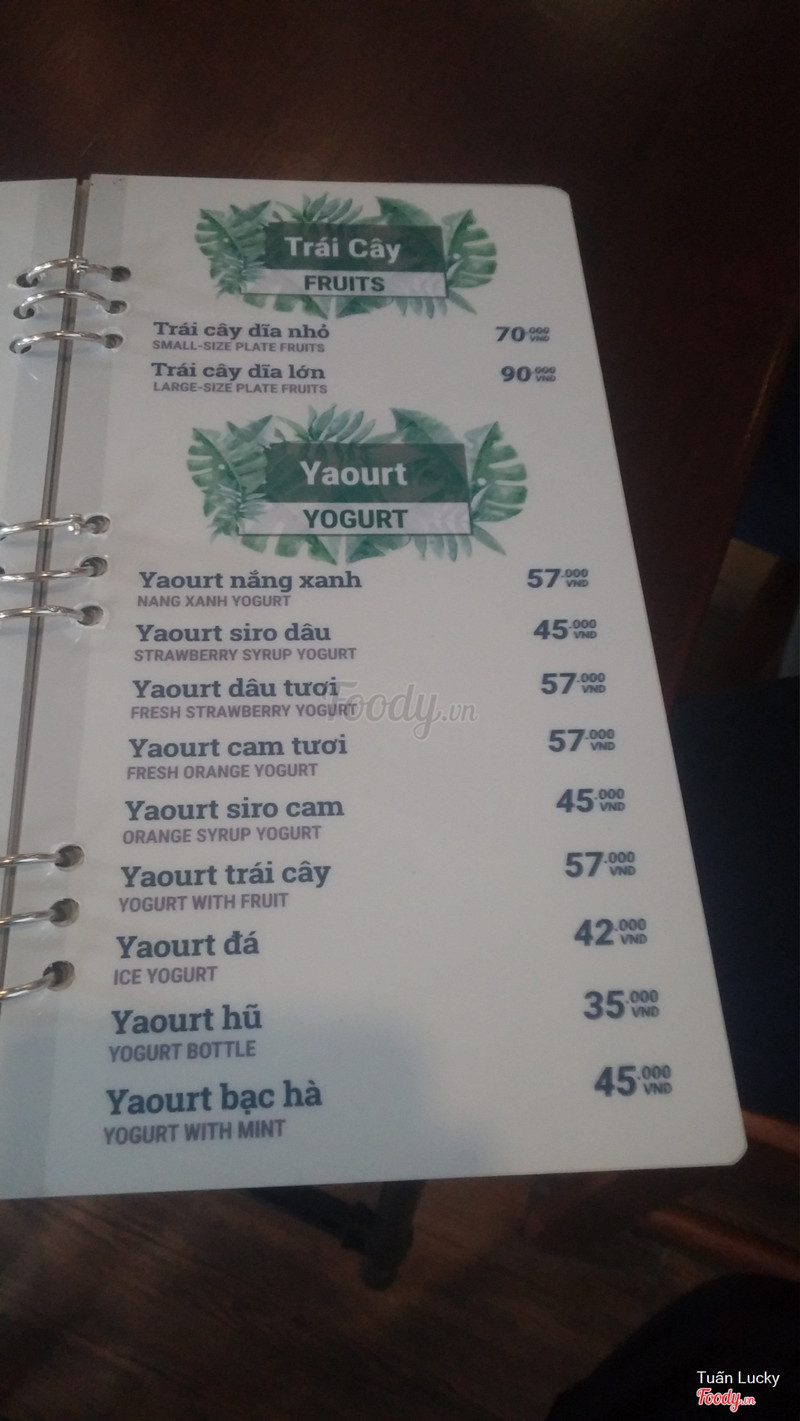 Trái Cây
FRUITS
Trái cây dĩa nhỏ 70.000 VND
SMALL-SIZE PLATE FRUITS
Trái cây dĩa lớn 90.000 VND
LARGE-SIZE PLATE FRUITS
Yaourt
YOGURT
Yaourt nắng xanh 57.000 VND
NANG XANH YOGURT
Yaourt siro dâu 45.000 VND
STRAWBERRY SYRUP YOGURT
Yaourt dâu tươi 57.000 VND
FRESH STRAWBERRY YOGURT
Foody.vn
Yaourt cam tươi 57.000 VND
FRESH ORANGE YOGURT
Yaourt siro cam 45.000 VND
ORANGE SYRUP YOGURT
Yaourt trái cây 57.000 VND
YOGURT WITH FRUIT
Yaourt đá 42.000 VND
ICE YOGURT
Yaourt hũ 35.000 VND
YOGURT BOTTLE
Yaourt bạc hà 45.000 VND
YOGURT WITH MINT
Tuấn Lucky
Foody.vn